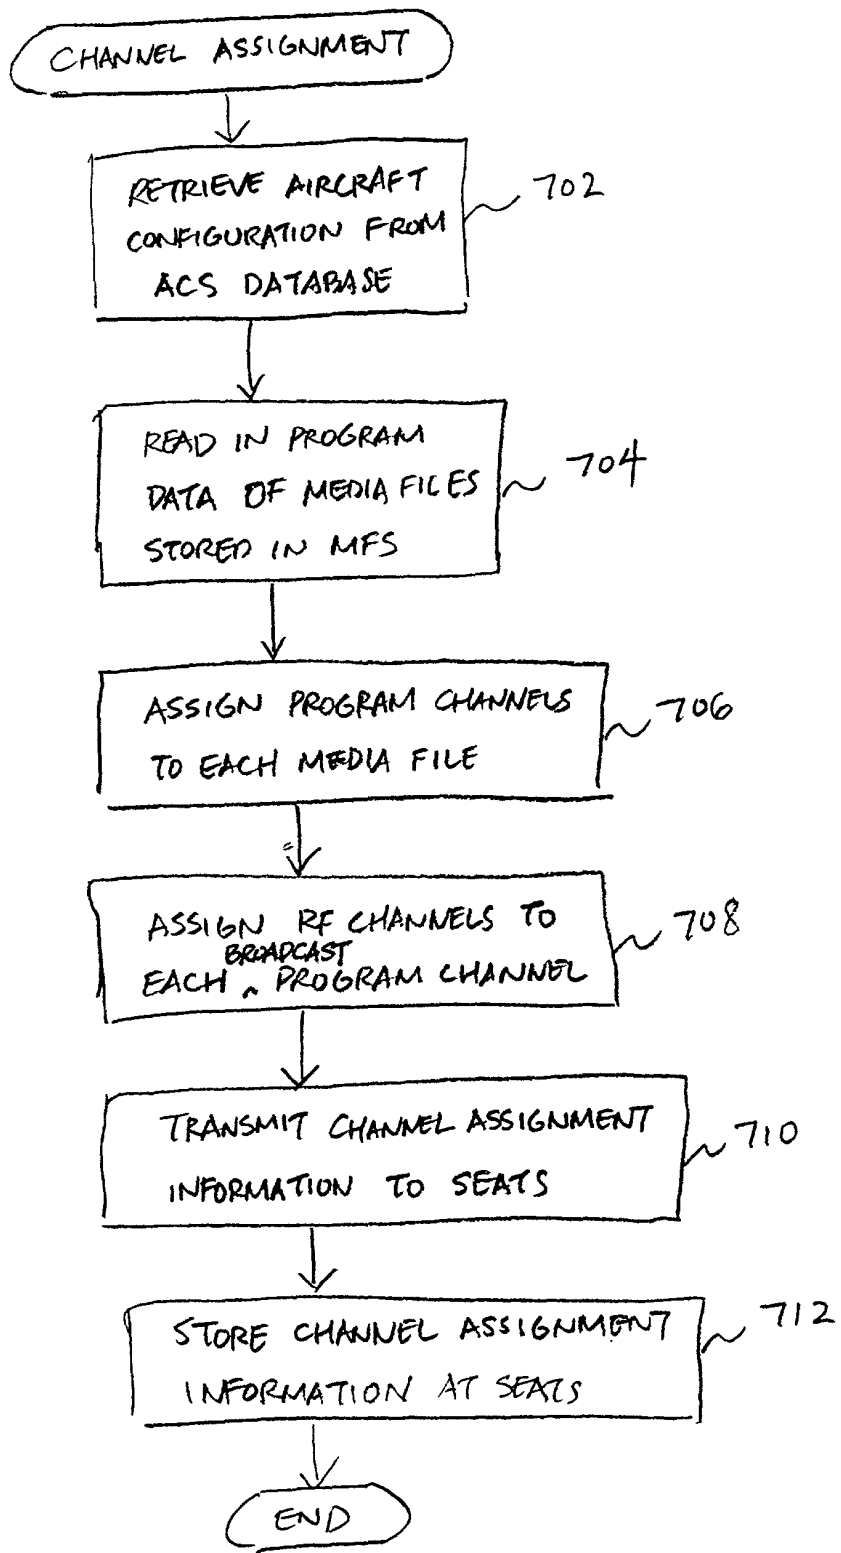 CHANNEL ASSIGNMENT
RETRIEVE AIRCRAFT
CONFIGURATION FROM
ACS DATABASE
702
READ IN PROGRAM
DATA OF MEDIA FILES
STORED IN MFS
704
ASSIGN PROGRAM CHANNELS
TO EACH MEDIA FILE
706
ASSIGN RF CHANNELS TO
BROADCAST
EACH ^ PROGRAM CHANNEL
708
TRANSMIT CHANNEL ASSIGNMENT
INFORMATION TO SEATS
710
STORE CHANNEL ASSIGNMENT
INFORMATION AT SEATS
712
END